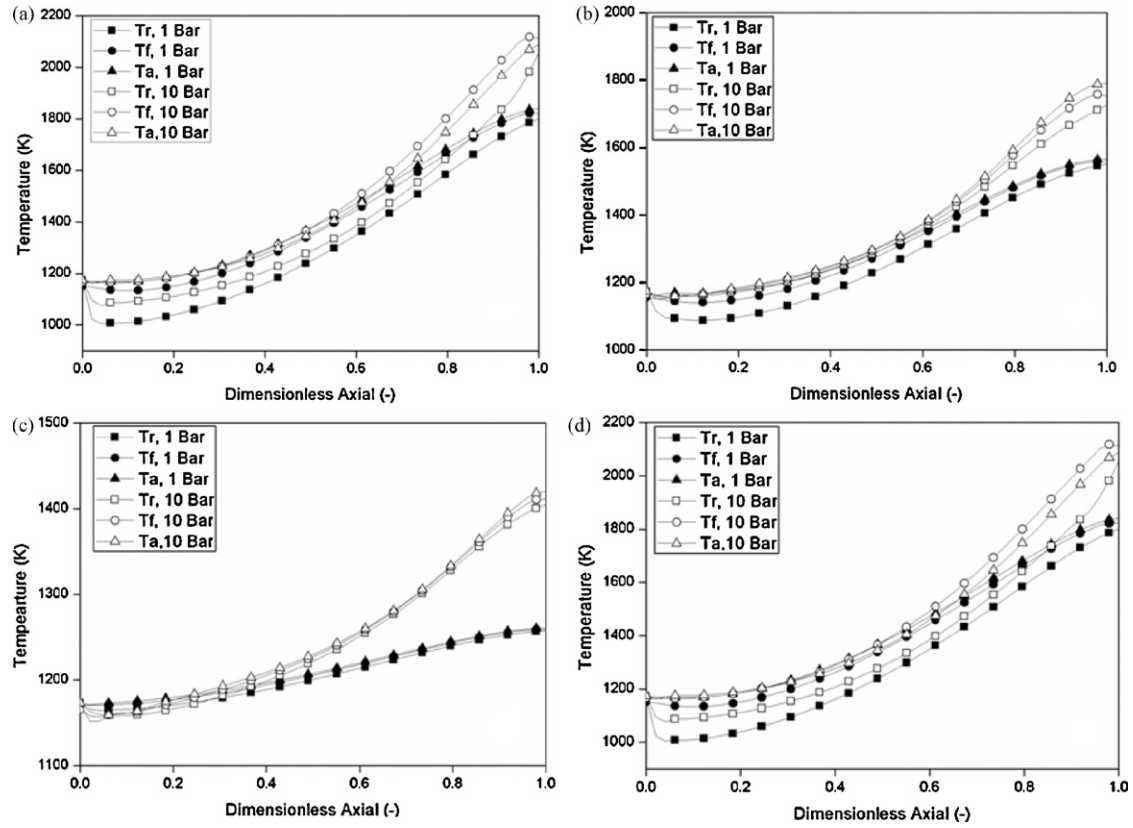 (a)
2200
2000
1800
1600
1400
1200
1000
Temperature (K)
Tr, 1 Bar
Tf, 1 Bar
Ta, 1 Bar
Tr, 10 Bar
Tf, 10 Bar
Ta,10 Bar
0.0 0.2 0.4 0.6 0.8 1.0
Dimensionless Axial (-)
(b)
2000
1800
1600
1400
1200
1000
Temperature (K)
Tr, 1 Bar
Tf, 1 Bar
Ta, 1 Bar
Tr, 10 Bar
Tf, 10 Bar
Ta,10 Bar
0.0 0.2 0.4 0.6 0.8 1.0
Dimensionless Axial (-)
(c)
1500
1400
1300
1200
1100
Tempearture (K)
Tr, 1 Bar
Tf, 1 Bar
Ta, 1 Bar
Tr, 10 Bar
Tf, 10 Bar
Ta,10 Bar
0.0 0.2 0.4 0.6 0.8 1.0
Dimensionless Axial (-)
(d)
2200
2000
1800
1600
1400
1200
1000
Temperature (K)
Tr, 1 Bar
Tf, 1 Bar
Ta, 1 Bar
Tr, 10 Bar
Tf, 10 Bar
Ta,10 Bar
0.0 0.2 0.4 0.6 0.8 1.0
Dimensionless Axial (-)